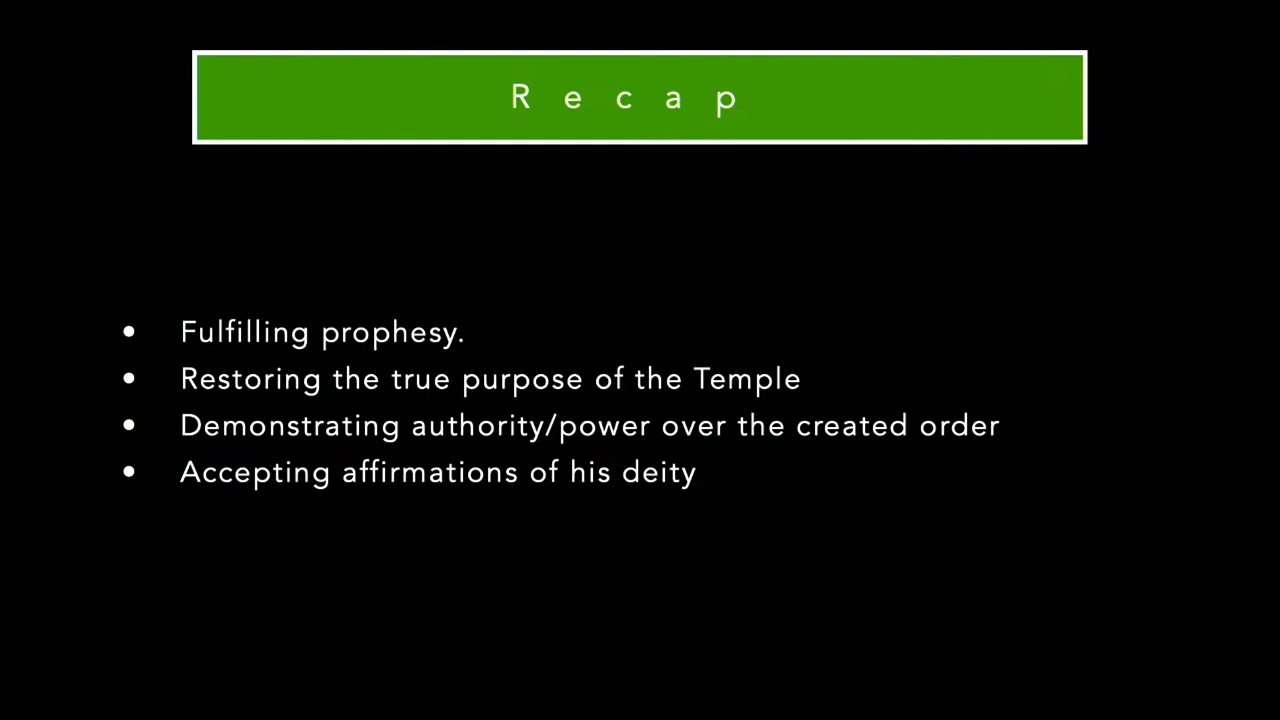 Recap
• Fulfilling prophesy.
• Restoring the true purpose of the Temple
• Demonstrating authority/power over the created order
• Accepting affirmations of his deity